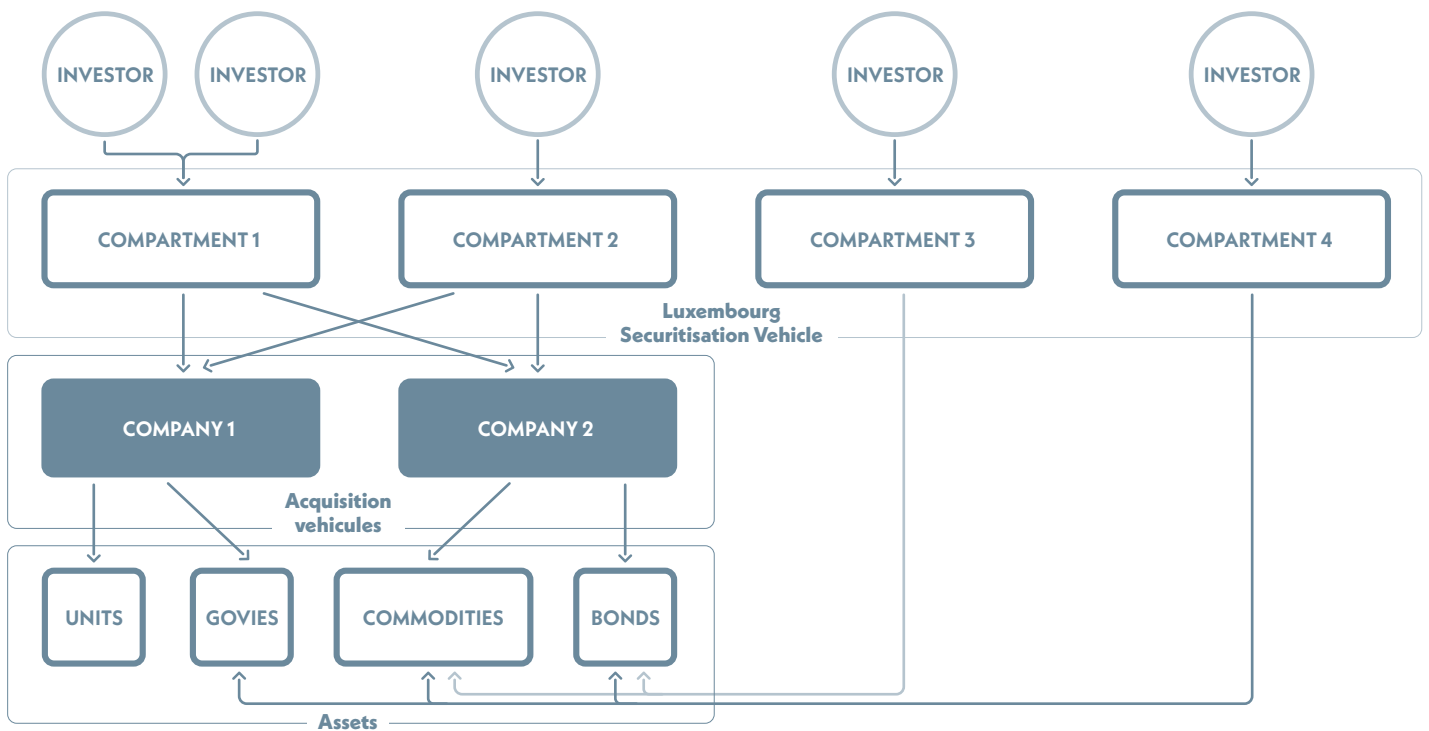 INVESTOR
INVESTOR
INVESTOR
INVESTOR
INVESTOR
COMPARTMENT 1
COMPARTMENT 2
COMPARTMENT 3
COMPARTMENT 4
Luxembourg
Securitisation Vehicle
COMPANY 1
COMPANY 2
Acquisition
vehicules
UNITS
GOVIES
COMMODITIES
BONDS
Assets